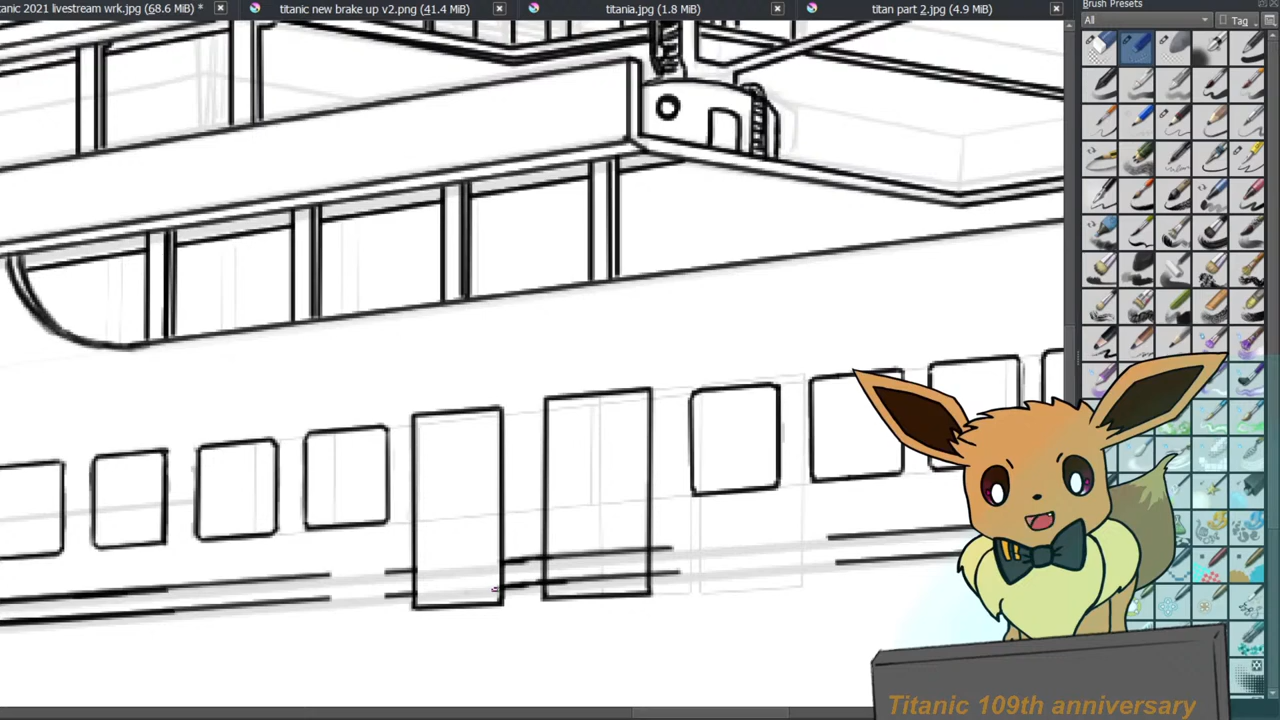 tanic 2021 livestream wrk.jpg (68.6 MiB) *
titanic new brake up v2.png (41.4 MiB)
titania.jpg (1.8 MiB)
titan part 2.jpg (4.9 MiB)
Brush Presets
All
Tag
Titanic 109th anniversary